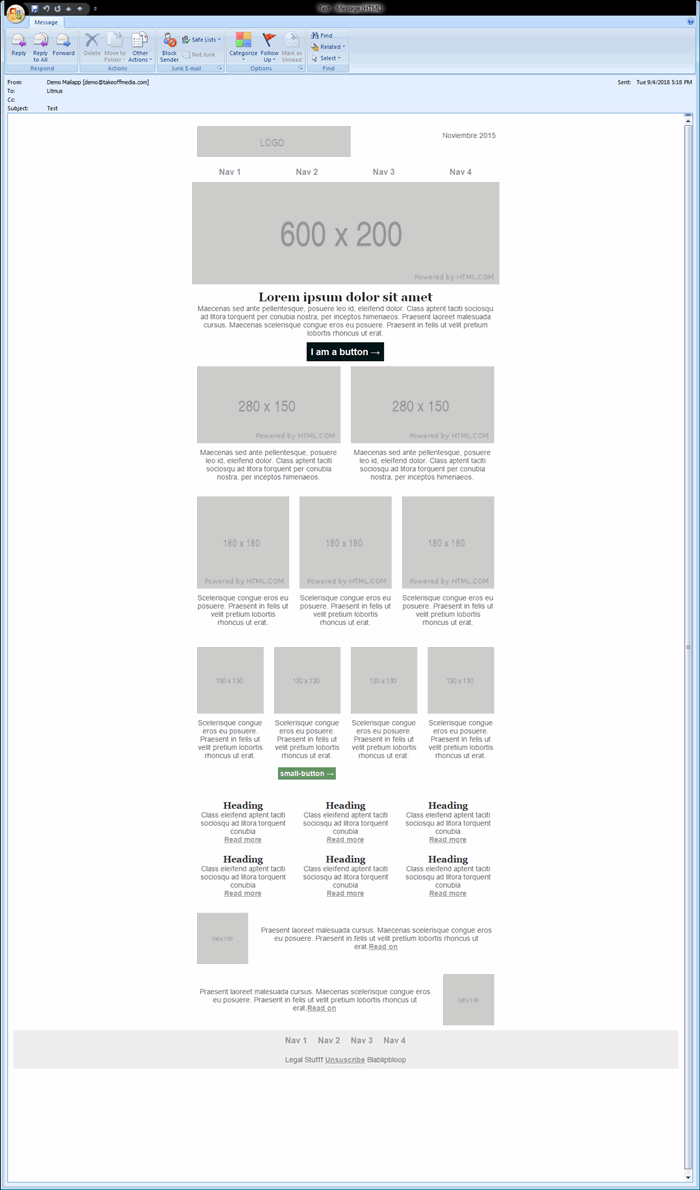 Test - Message (HTML)
Message
Reply
Reply to All
Forward
Respond
Delete
Move to Folder
Other Actions
Actions
Block Sender
Safe Lists
Not Junk
Junk E-mail
Categorize
Follow Up
Mark as Unread
Options
Find
Related
Select
Find
From: Demo Mailapp [demo@takeoffmedia.com]
Sent: Tue 9/4/2018 5:18 PM
To: Litmus
Cc:
Subject: Test
LOGO
Noviembre 2015
Nav 1 Nav 2 Nav 3 Nav 4
600 x 200
Powered by HTML.COM
Lorem ipsum dolor sit amet
Maecenas sed ante pellentesque, posuere leo id, eleifend dolor. Class aptent taciti sociosqu
ad litora torquent per conubia nostra, per inceptos himenaeos. Praesent laoreet malesuada
cursus. Maecenas scelerisque congue eros eu posuere. Praesent in felis ut velit pretium
lobortis rhoncus ut erat.
I am a button →
280 x 150
Powered by HTML.COM
280 x 150
Powered by HTML.COM
Maecenas sed ante pellentesque, posuere
leo id, eleifend dolor. Class aptent taciti
sociosqu ad litora torquent per conubia
nostra, per inceptos himenaeos.
Maecenas sed ante pellentesque, posuere
leo id, eleifend dolor. Class aptent taciti
sociosqu ad litora torquent per conubia
nostra, per inceptos himenaeos.
180 x 180
Powered by HTML.COM
180 x 180
Powered by HTML.COM
180 x 180
Powered by HTML.COM
Scelerisque congue eros eu
posuere. Praesent in felis ut
velit pretium lobortis
rhoncus ut erat.
Scelerisque congue eros eu
posuere. Praesent in felis ut
velit pretium lobortis
rhoncus ut erat.
Scelerisque congue eros eu
posuere. Praesent in felis ut
velit pretium lobortis
rhoncus ut erat.
130 x 130
130 x 130
130 x 130
130 x 130
Scelerisque congue
eros eu posuere.
Praesent in felis ut
velit pretium lobortis
rhoncus ut erat.
Scelerisque congue
eros eu posuere.
Praesent in felis ut
velit pretium lobortis
rhoncus ut erat.
small-button →
Scelerisque congue
eros eu posuere.
Praesent in felis ut
velit pretium lobortis
rhoncus ut erat.
Scelerisque congue
eros eu posuere.
Praesent in felis ut
velit pretium lobortis
rhoncus ut erat.
Heading
Class eleifend aptent taciti
sociosqu ad litora torquent
conubia
Read more
Heading
Class eleifend aptent taciti
sociosqu ad litora torquent
conubia
Read more
Heading
Class eleifend aptent taciti
sociosqu ad litora torquent
conubia
Read more
Heading
Class eleifend aptent taciti
sociosqu ad litora torquent
conubia
Read more
Heading
Class eleifend aptent taciti
sociosqu ad litora torquent
conubia
Read more
Heading
Class eleifend aptent taciti
sociosqu ad litora torquent
conubia
Read more
100 x 100
Praesent laoreet malesuada cursus. Maecenas scelerisque congue eros
eu posuere. Praesent in felis ut velit pretium lobortis rhoncus ut
erat.Read on
Praesent laoreet malesuada cursus. Maecenas scelerisque congue eros
eu posuere. Praesent in felis ut velit pretium lobortis rhoncus ut
erat.Read on
100 x 100
Nav 1 Nav 2 Nav 3 Nav 4
Legal Stufff Unsuscribe Blablipbloop